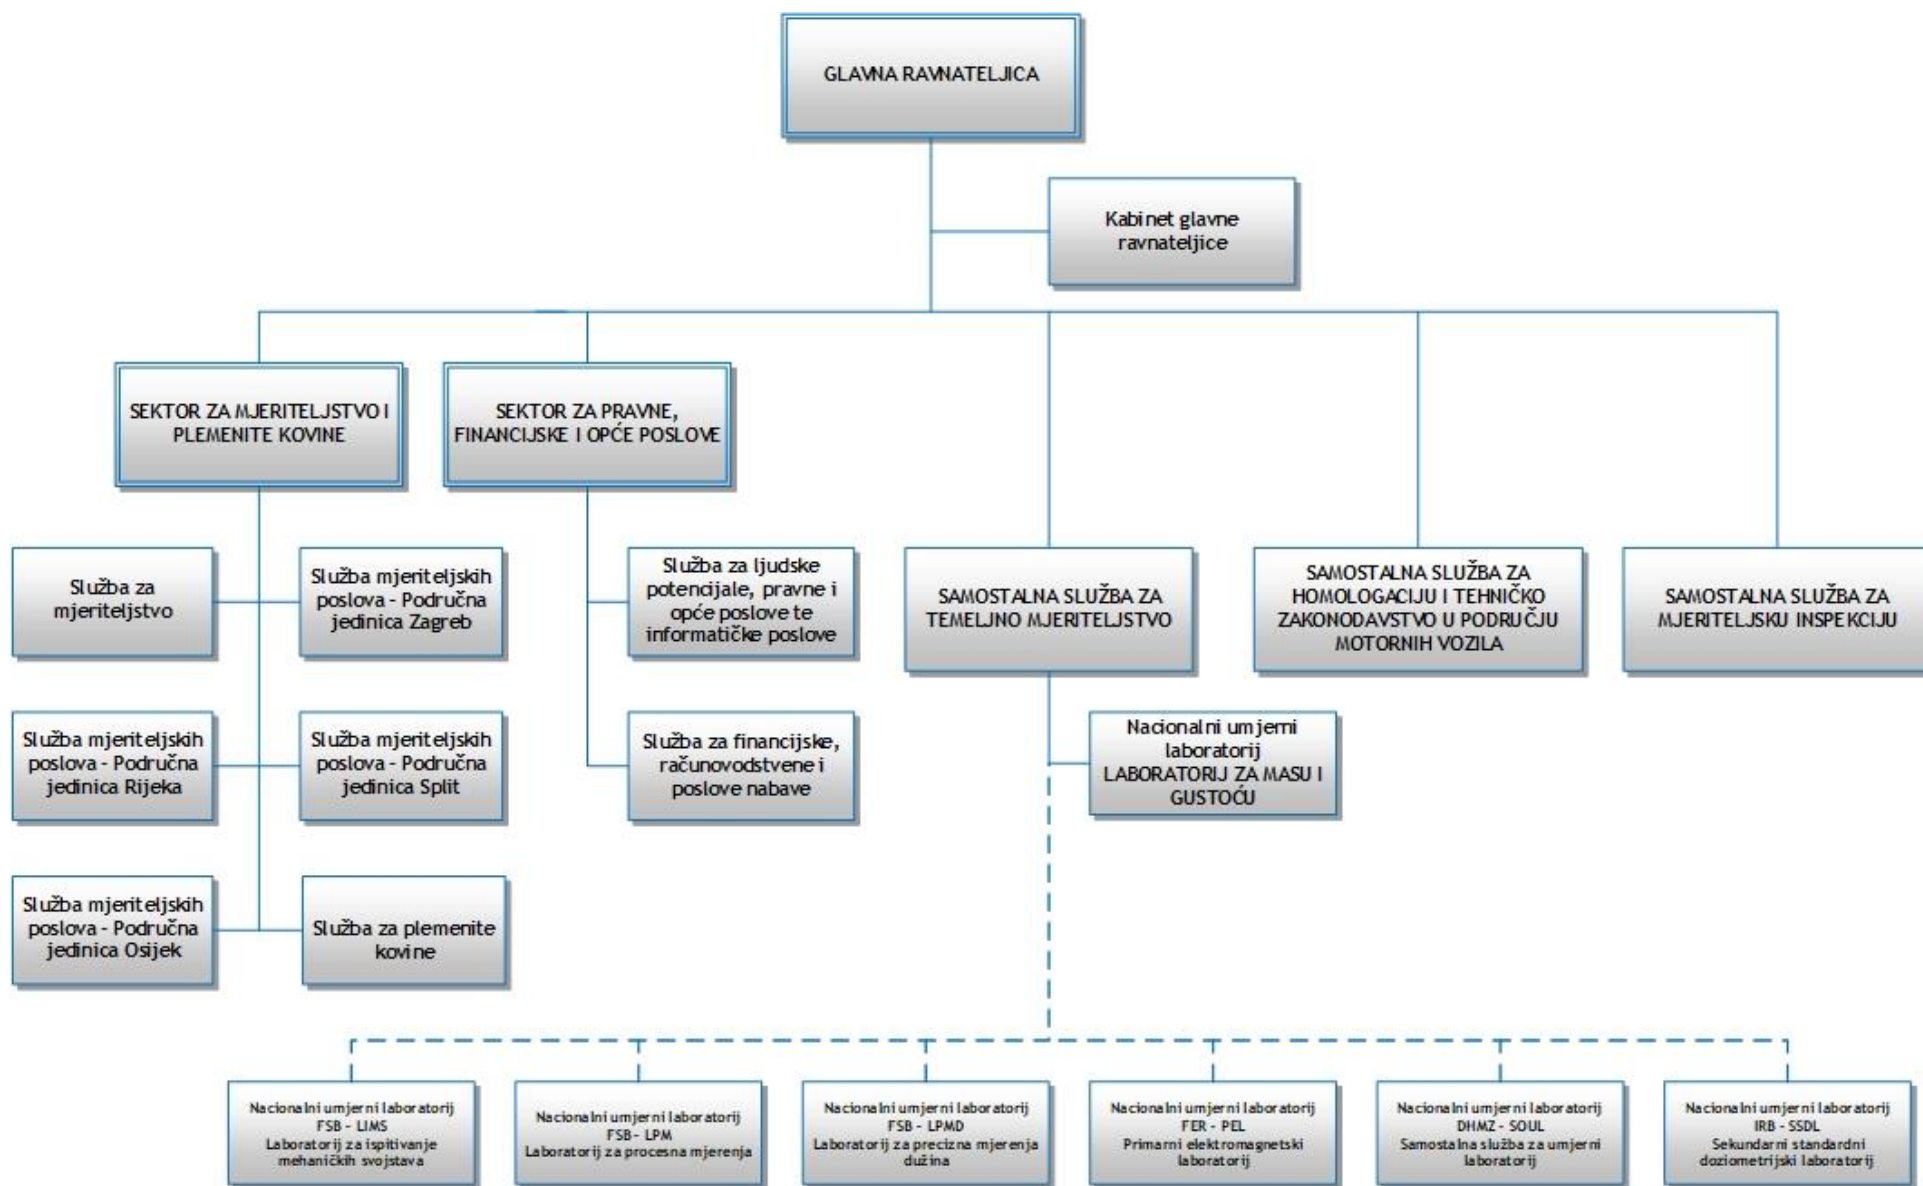 GLAVNA RAVNATELJICA
Kabinet glavne
ravnateljice
SEKTOR ZA MJERITELJSTVO I
PLEMENITE KOVINE
SEKTOR ZA PRAVNE,
FINANCIJSKE I OPĆE POSLOVE
Služba za
mjeriteljstvo
Služba mjeriteljskih
poslova - Područna
jedinica Zagreb
Služba za ljudske
potencijale, pravne i
opće poslove te
informatičke poslove
SAMOSTALNA SLUŽBA ZA
TEMELJNO MJERITELJSTVO
SAMOSTALNA SLUŽBA ZA
HOMOLOGACIJU I TEHNIČKO
ZAKONODAVSTVO U PODRUČJU
MOTORNIH VOZILA
SAMOSTALNA SLUŽBA ZA
MJERITELJSKU INSPEKCIJU
Služba mjeriteljskih
poslova - Područna
jedinica Rijeka
Služba mjeriteljskih
poslova - Područna
jedinica Split
Služba za financijske,
računovodstvene i
poslove nabave
Nacionalni umjerni
laboratorij
LABORATORIJ ZA MASU I
GUSTOĆU
Služba mjeriteljskih
poslova - Područna
jedinica Osijek
Služba za plemenite
kovine
Nacionalni umjerni laboratorij
FSB - LIMS
Laboratorij za ispitivanje
mehaničkih svojstava
Nacionalni umjerni laboratorij
FSB - LPM
Laboratorij za procesna mjerenja
Nacionalni umjerni laboratorij
FSB - LPMD
Laboratorij za precizna mjerenja
dužina
Nacionalni umjerni laboratorij
FER - PEL
Primarni elektromagnetski
laboratorij
Nacionalni umjerni laboratorij
DHMZ - SOUL
Samostalna služba za umjerni
laboratorij
Nacionalni umjerni laboratorij
IRB - SSDL
Sekundarni standardni
doziometrijski laboratorij